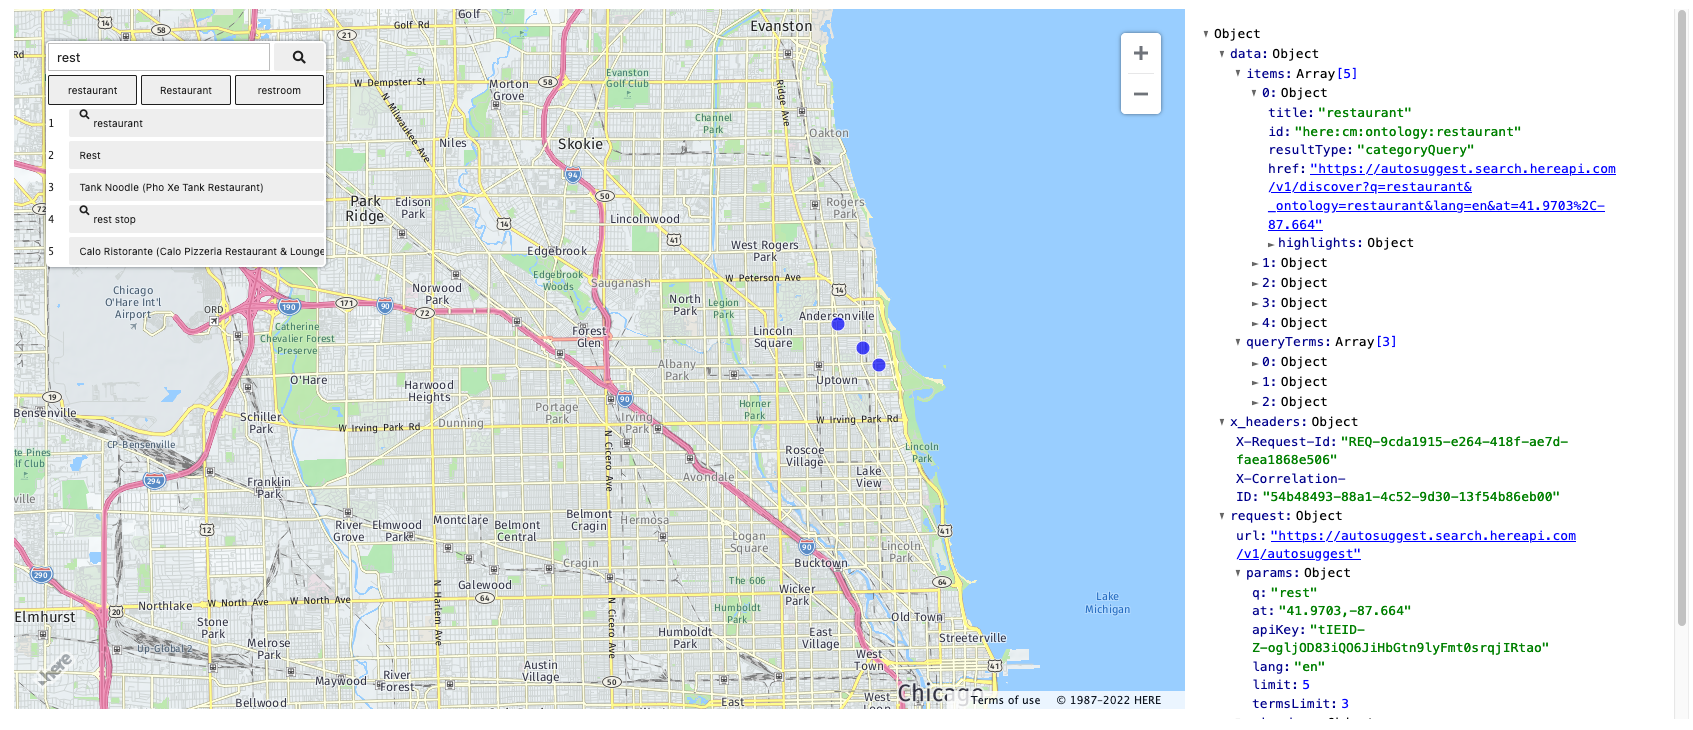 rest
restaurant
Restaurant
restroom
1 restaurant
2 Rest
3 Tank Noodle (Pho Xe Tank Restaurant)
4 rest stop
5 Calo Ristorante (Calo Pizzeria Restaurant & Lounge
+
−
Golf
Golf Rd
14
58
21
Evanston
W Dempster St
58
Morton
Grove
Evanston
Golf Club
Ridge Ave
N Milwaukee Ave
Channel
Park
Oakton
Niles
Skokie
94
50
72
Park
Ridge
Edison
Park
14
Lincolnwood
Rogers
Park
41
41
West Rogers
Park
Edgebrook
Edgebrook
Woods
Sauganash
W Peterson Ave
14
Chicago
O'Hare Int'l
Airport
ORD
190
171
90
72
Norwood
Park
North
Park
Legion
Park
Andersonville
Catherine
Chevalier Forest
Preserve
Forest
Glen
Lincoln
Square
O'Hare
Albany
Park
Harwood
Heights
Uptown
19
Bensenville
Schiller
Park
90
Portage
Park
Horner
Park
W Irving Park Rd
Dunning
Irving
Park
W Irving Park Rd
CP-Bensenville
te Pines
lf Club
294
N Cicero Ave
Roscoe
Village
Lincoln
Park
Lake
View
Avondale
ville
Franklin
Park
12
River
Grove
Elmwood
Park
Montclare
Belmont
Central
Belmont
Cragin
Hermosa
Logan
Square
90
Lincoln
Park
41
Bucktown
290
Cragin
Galewood
64
The 606
64
N Harlem Ave
Wicker
Park
Lake
Michigan
Northlake
W North Ave
W North Ave
20
Elmhurst
Stone
Park
N Cicero Ave
Humboldt
Park
Old Town
Melrose
Park
Up-Global 2
Humboldt
Park
East
Village
Streeterville
here
Austin
Village
West
Town
41
Maywood
River
Forest
50
Bellwood
East
West
Loop
Chicago
Terms of use
© 1987-2022 HERE
Object
data: Object
items: Array[5]
0: Object
title: "restaurant"
id: "here:cm:ontology:restaurant"
resultType: "categoryQuery"
href: "https://autosuggest.search.hereapi.com
/v1/discover?q=restaurant&
_ontology=restaurant&lang=en&at=41.9703%2C-
87.664"
highlights: Object
1: Object
2: Object
3: Object
4: Object
queryTerms: Array[3]
0: Object
1: Object
2: Object
x_headers: Object
X-Request-Id: "REQ-9cda1915-e264-418f-ae7d-
faea1868e506"
X-Correlation-
ID: "54b48493-88a1-4c52-9d30-13f54b86eb00"
request: Object
url: "https://autosuggest.search.hereapi.com
/v1/autosuggest"
params: Object
q: "rest"
at: "41.9703,-87.664"
apiKey: "tIEID-
Z-ogljOD83iQO6JiHbGtn9lyFmt0srqjIRtao"
lang: "en"
limit: 5
termsLimit: 3